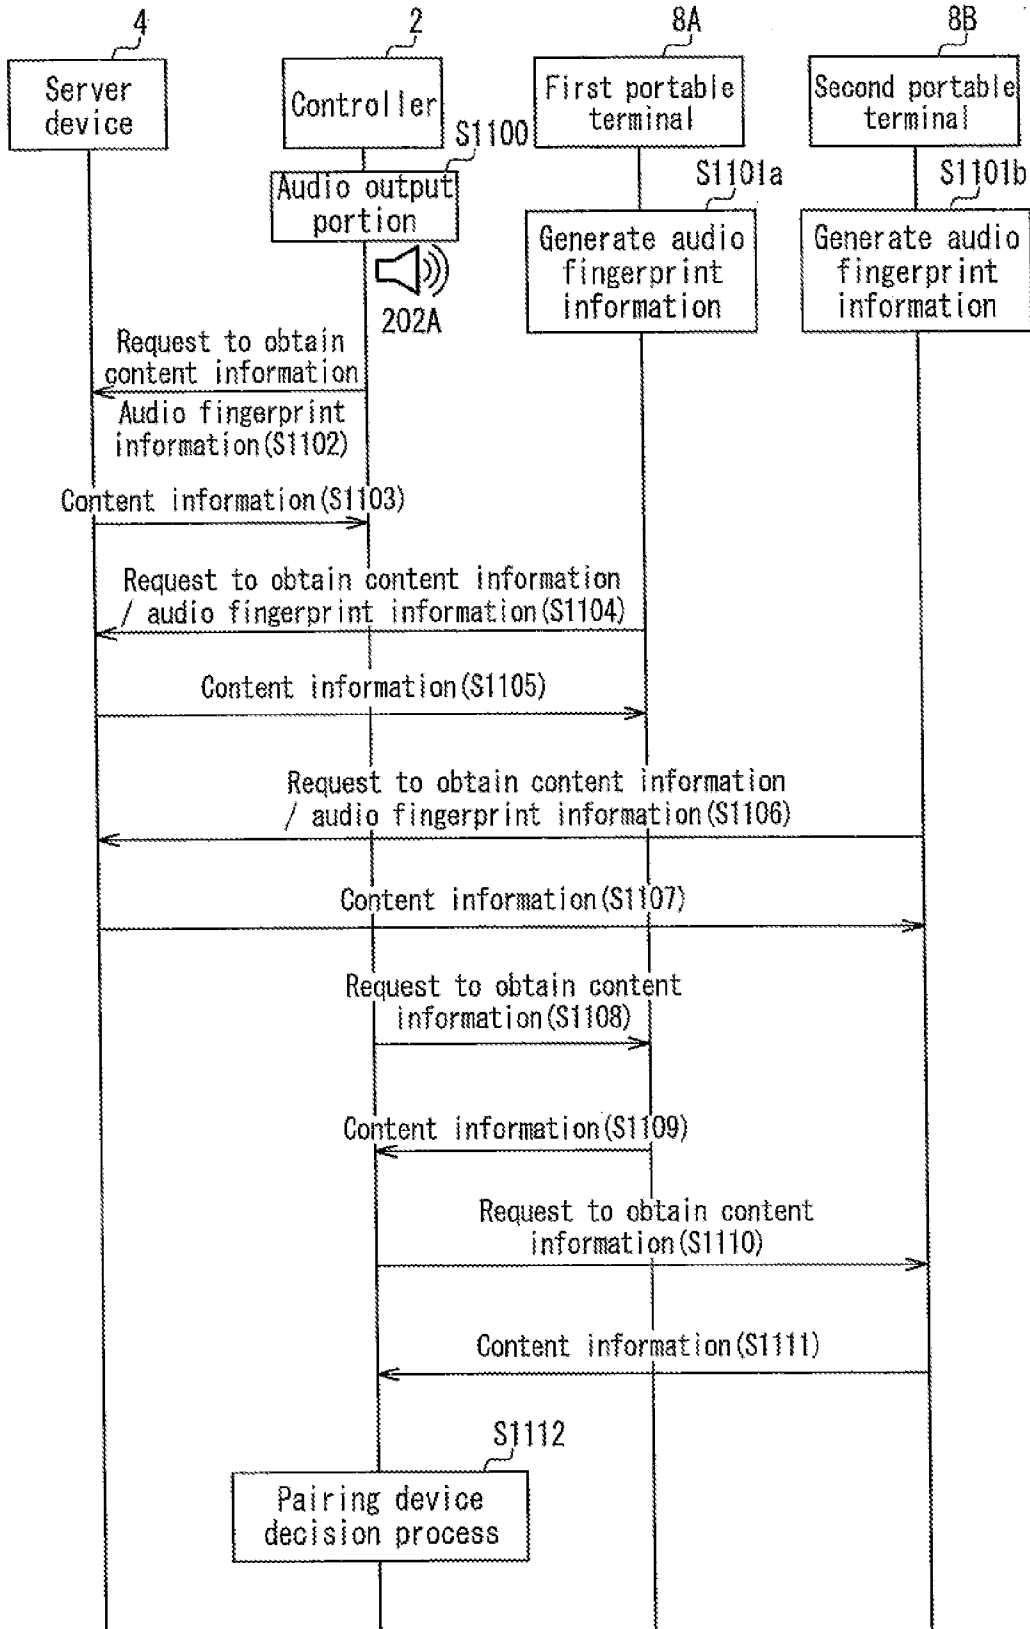 4
2
8A
8B
Server
device
Controller
First portable
terminal
Second portable
terminal
S1100
S1101a
S1101b
Audio output
portion
Generate audio
fingerprint
information
Generate audio
fingerprint
information
202A
Request to obtain
content information
Audio fingerprint
information(S1102)
Content information(S1103)
Request to obtain content information
/ audio fingerprint information(S1104)
Content information(S1105)
Request to obtain content information
/ audio fingerprint information(S1106)
Content information(S1107)
Request to obtain content
information(S1108)
Content information(S1109)
Request to obtain content
information(S1110)
Content information(S1111)
S1112
Pairing device
decision process